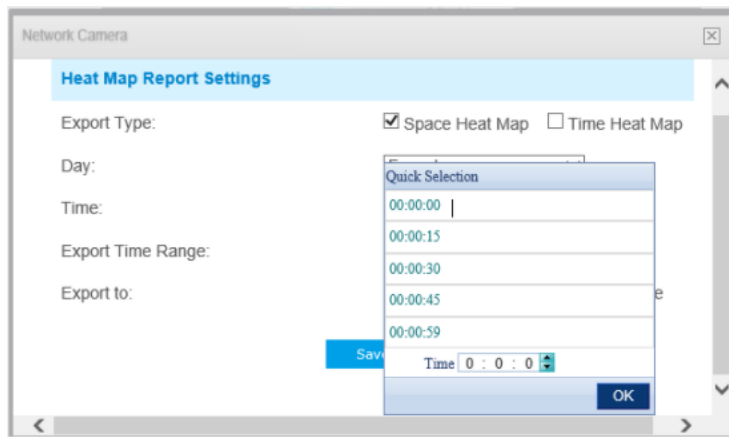 Network Camera
Heat Map Report Settings
Export Type: Space Heat Map Time Heat Map
Day:
Quick Selection
00:00:00
Time:
00:00:15
Export Time Range:
00:00:30
Export to:
00:00:45
00:00:59
Save
Time 0 : 0 : 0
OK